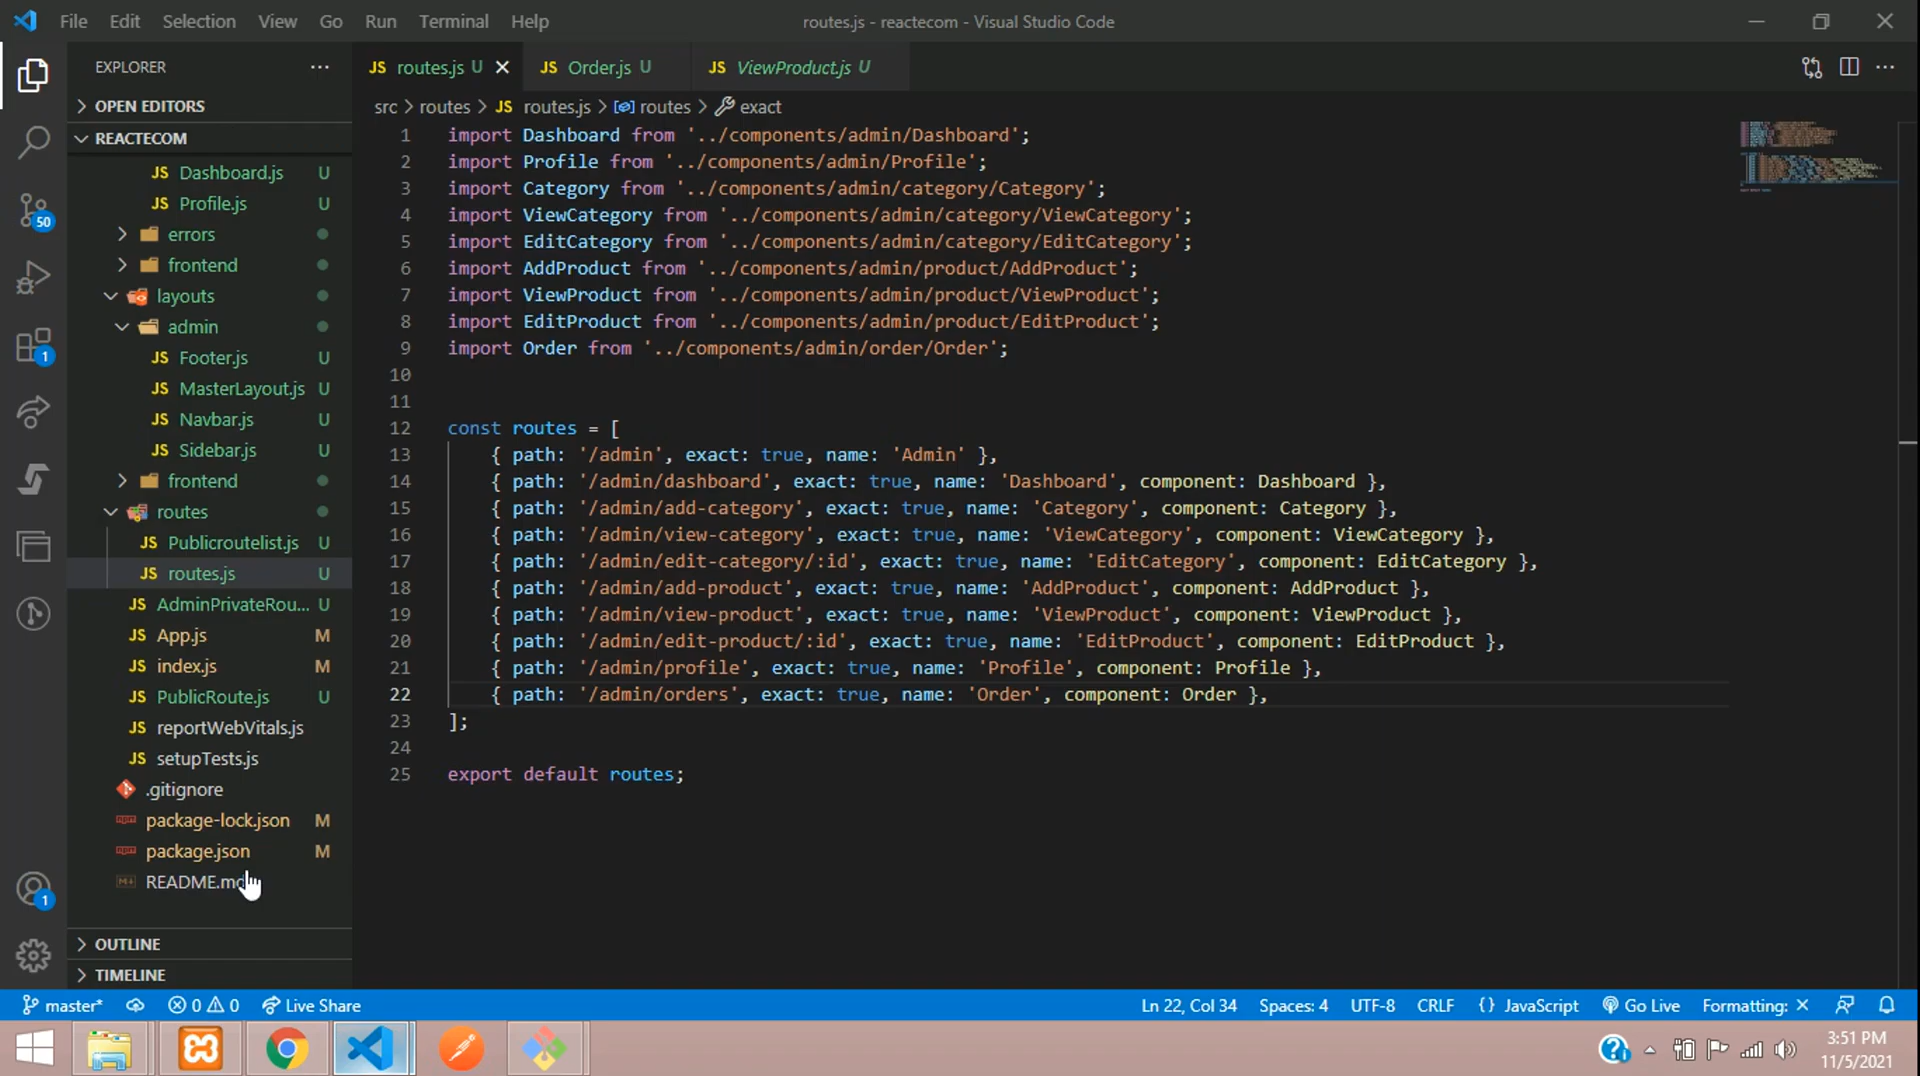 File Edit Selection View Go Run Terminal Help
routes.js - reactecom - Visual Studio Code
EXPLORER
OPEN EDITORS
REACTECOM
JS Dashboard.js U
JS Profile.js U
errors
frontend
layouts
admin
JS Footer.js U
JS MasterLayout.js U
JS Navbar.js U
JS Sidebar.js U
frontend
routes
JS Publicroutelist.js U
JS routes.js U
JS AdminPrivateRou... U
JS App.js M
JS index.js M
JS PublicRoute.js U
JS reportWebVitals.js
JS setupTests.js
.gitignore
package-lock.json M
package.json M
README.md
OUTLINE
TIMELINE
50
1
1
JS routes.js U
JS Order.js U
JS ViewProduct.js U
src > routes > JS routes.js > routes > exact
1 import Dashboard from '../components/admin/Dashboard';
2 import Profile from '../components/admin/Profile';
3 import Category from '../components/admin/category/Category';
4 import ViewCategory from '../components/admin/category/ViewCategory';
5 import EditCategory from '../components/admin/category/EditCategory';
6 import AddProduct from '../components/admin/product/AddProduct';
7 import ViewProduct from '../components/admin/product/ViewProduct';
8 import EditProduct from '../components/admin/product/EditProduct';
9 import Order from '../components/admin/order/Order';
10
11
12 const routes = [
13 { path: '/admin', exact: true, name: 'Admin' },
14 { path: '/admin/dashboard', exact: true, name: 'Dashboard', component: Dashboard },
15 { path: '/admin/add-category', exact: true, name: 'Category', component: Category },
16 { path: '/admin/view-category', exact: true, name: 'ViewCategory', component: ViewCategory },
17 { path: '/admin/edit-category/:id', exact: true, name: 'EditCategory', component: EditCategory },
18 { path: '/admin/add-product', exact: true, name: 'AddProduct', component: AddProduct },
19 { path: '/admin/view-product', exact: true, name: 'ViewProduct', component: ViewProduct },
20 { path: '/admin/edit-product/:id', exact: true, name: 'EditProduct', component: EditProduct },
21 { path: '/admin/profile', exact: true, name: 'Profile', component: Profile },
22 { path: '/admin/orders', exact: true, name: 'Order', component: Order },
23 ];
24
25 export default routes;
master* 0 0 Live Share
Ln 22, Col 34 Spaces: 4 UTF-8 CRLF {} JavaScript Go Live Formatting: ×
3:51 PM
11/5/2021